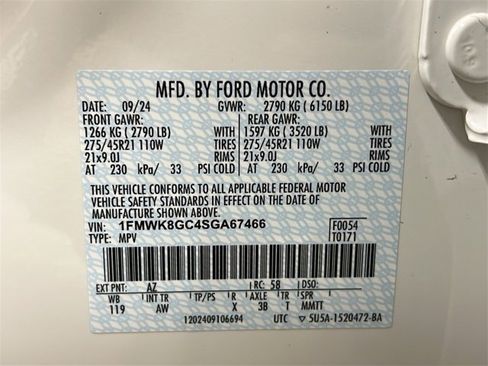 MFD. BY FORD MOTOR CO.
DATE: 09/24 GVWR: 2790 KG ( 6150 LB)
FRONT GAWR: REAR GAWR:
1266 KG ( 2790 LB) WITH 1597 KG ( 3520 LB)
275/45R21 110W TIRES 275/45R21 110W
21x9.0J RIMS 21x9.0J
AT 230 kPa/ 33 PSI COLD AT 230 kPa/ 33 PSI COLD
THIS VEHICLE CONFORMS TO ALL APPLICABLE FEDERAL MOTOR
VEHICLE SAFETY STANDARDS IN EFFECT ON THE DATE OF
MANUFACTURE SHOWN ABOVE.
VIN: 1FMWK8GC4SGA67466 F0054
TYPE: MPV T0171
EXT PNT: AZ RC: 58 DSO:
WB INT TR TP/PS R AXLE TR SPR
119 AW X 3B T MMTT
1202409106694 UTC 5U5A-1520472-BA